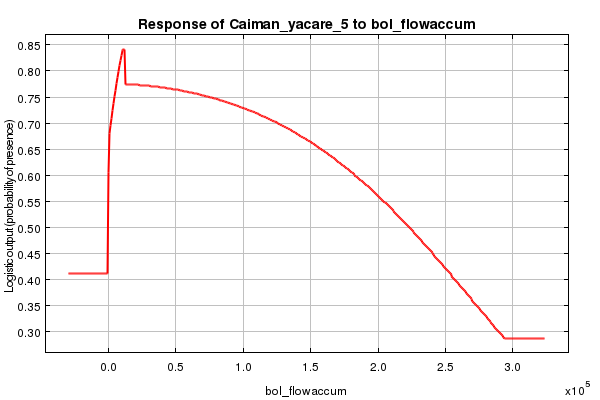 Response of Caiman_yacare_5 to bol_flowaccum
Logistic output (probability of presence)
0.85
0.80
0.75
0.70
0.65
0.60
0.55
0.50
0.45
0.40
0.35
0.30
0.0 0.5 1.0 1.5 2.0 2.5 3.0
x10^5
bol_flowaccum